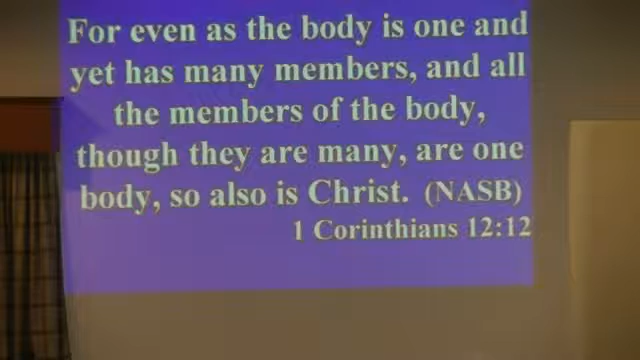 For even as the body is one and
yet has many members, and all
the members of the body,
though they are many, are one
body, so also is Christ. (NASB)
1 Corinthians 12:12